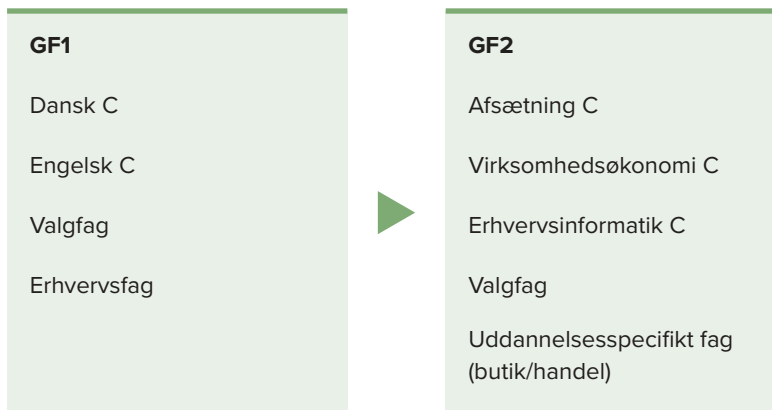 GF1
Dansk C
Engelsk C
Valgfag
Erhvervsfag
GF2
Afsætning C
Virksomhedsøkonomi C
Erhvervsinformatik C
Valgfag
Uddannelsesspecifikt fag
(butik/handel)